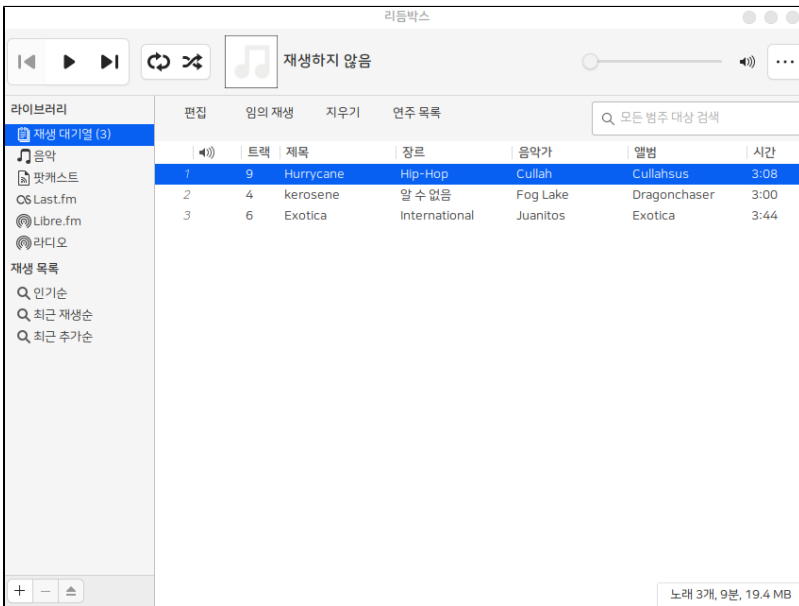 리듬박스
재생하지 않음
라이브러리
재생 대기열 (3)
음악
팟캐스트
Last.fm
Libre.fm
라디오
재생 목록
인기순
최근 재생순
최근 추가순
편집 임의 재생 지우기 연주 목록
모든 범주 대상 검색
트랙 제목 장르 음악가 앨범 시간
1 9 Hurrycane Hip-Hop Cullah Cullahsus 3:08
2 4 kerosene 알 수 없음 Fog Lake Dragonchaser 3:00
3 6 Exotica International Juanitos Exotica 3:44
노래 3개, 9분, 19.4 MB